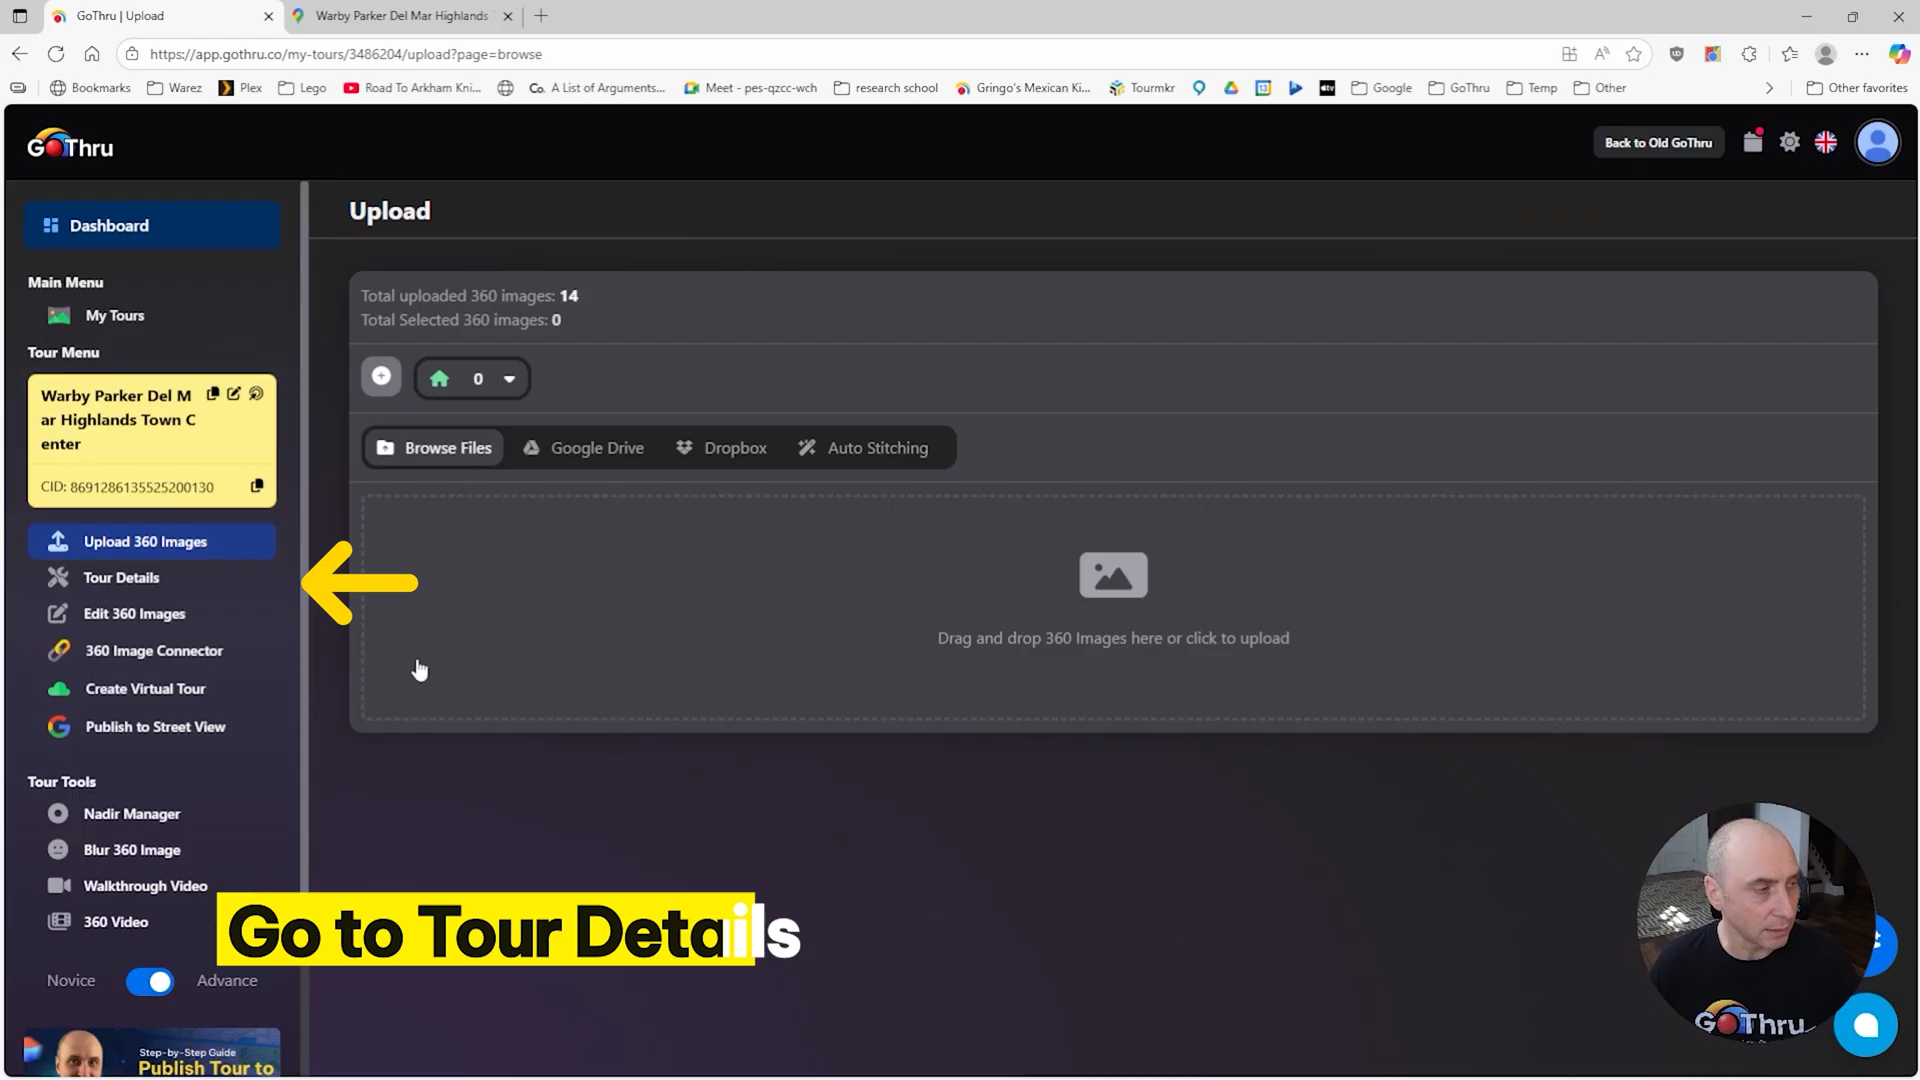 GoThru | Upload
Warby Parker Del Mar Highlands
https://app.gothru.co/my-tours/3486204/upload?page=browse
Bookmarks
Warez
Plex
Lego
Road To Arkham Kni...
Co. A List of Arguments...
Meet - pes-qzcc-wch
research school
Gringo's Mexican Ki...
Tourmkr
Google
GoThru
Temp
Other
Other favorites
GoThru
Back to Old GoThru
Dashboard
Upload
Main Menu
My Tours
Tour Menu
Warby Parker Del M
ar Highlands Town C
enter
CID: 8691286135525200130
Upload 360 Images
Tour Details
Edit 360 Images
360 Image Connector
Create Virtual Tour
Publish to Street View
Tour Tools
Nadir Manager
Blur 360 Image
Walkthrough Video
360 Video
Novice
Advance
Step-by-Step Guide
Publish Tour to
Total uploaded 360 images: 14
Total Selected 360 images: 0
0
Browse Files
Google Drive
Dropbox
Auto Stitching
Drag and drop 360 Images here or click to upload
Go to Tour Details
GoThru